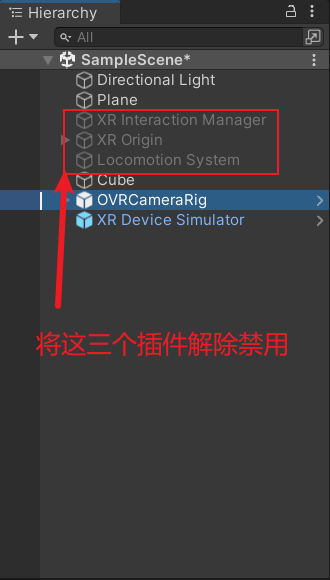 Hierarchy
All
SampleScene*
Directional Light
Plane
XR Interaction Manager
XR Origin
Locomotion System
Cube
OVRCameraRig
XR Device Simulator
将这三个插件解除禁用